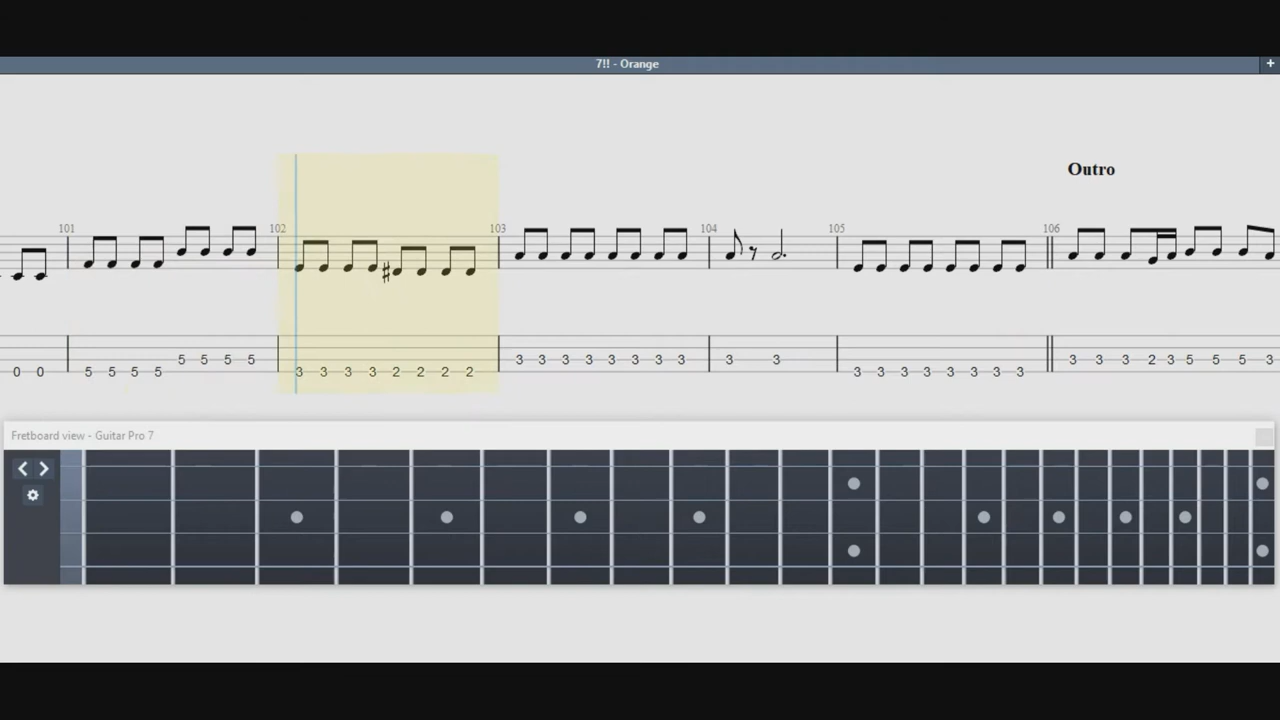 7!! - Orange
+
Outro
101 102 103 104 105 106
5 5 5 5 3 3 3 3 3 3 3 3 3 3 3 3 3 2 3 5 5 5 3
0 0 5 5 5 5 3 3 3 3 2 2 2 2 3 3 3 3 3 3 3 3
Fretboard view - Guitar Pro 7